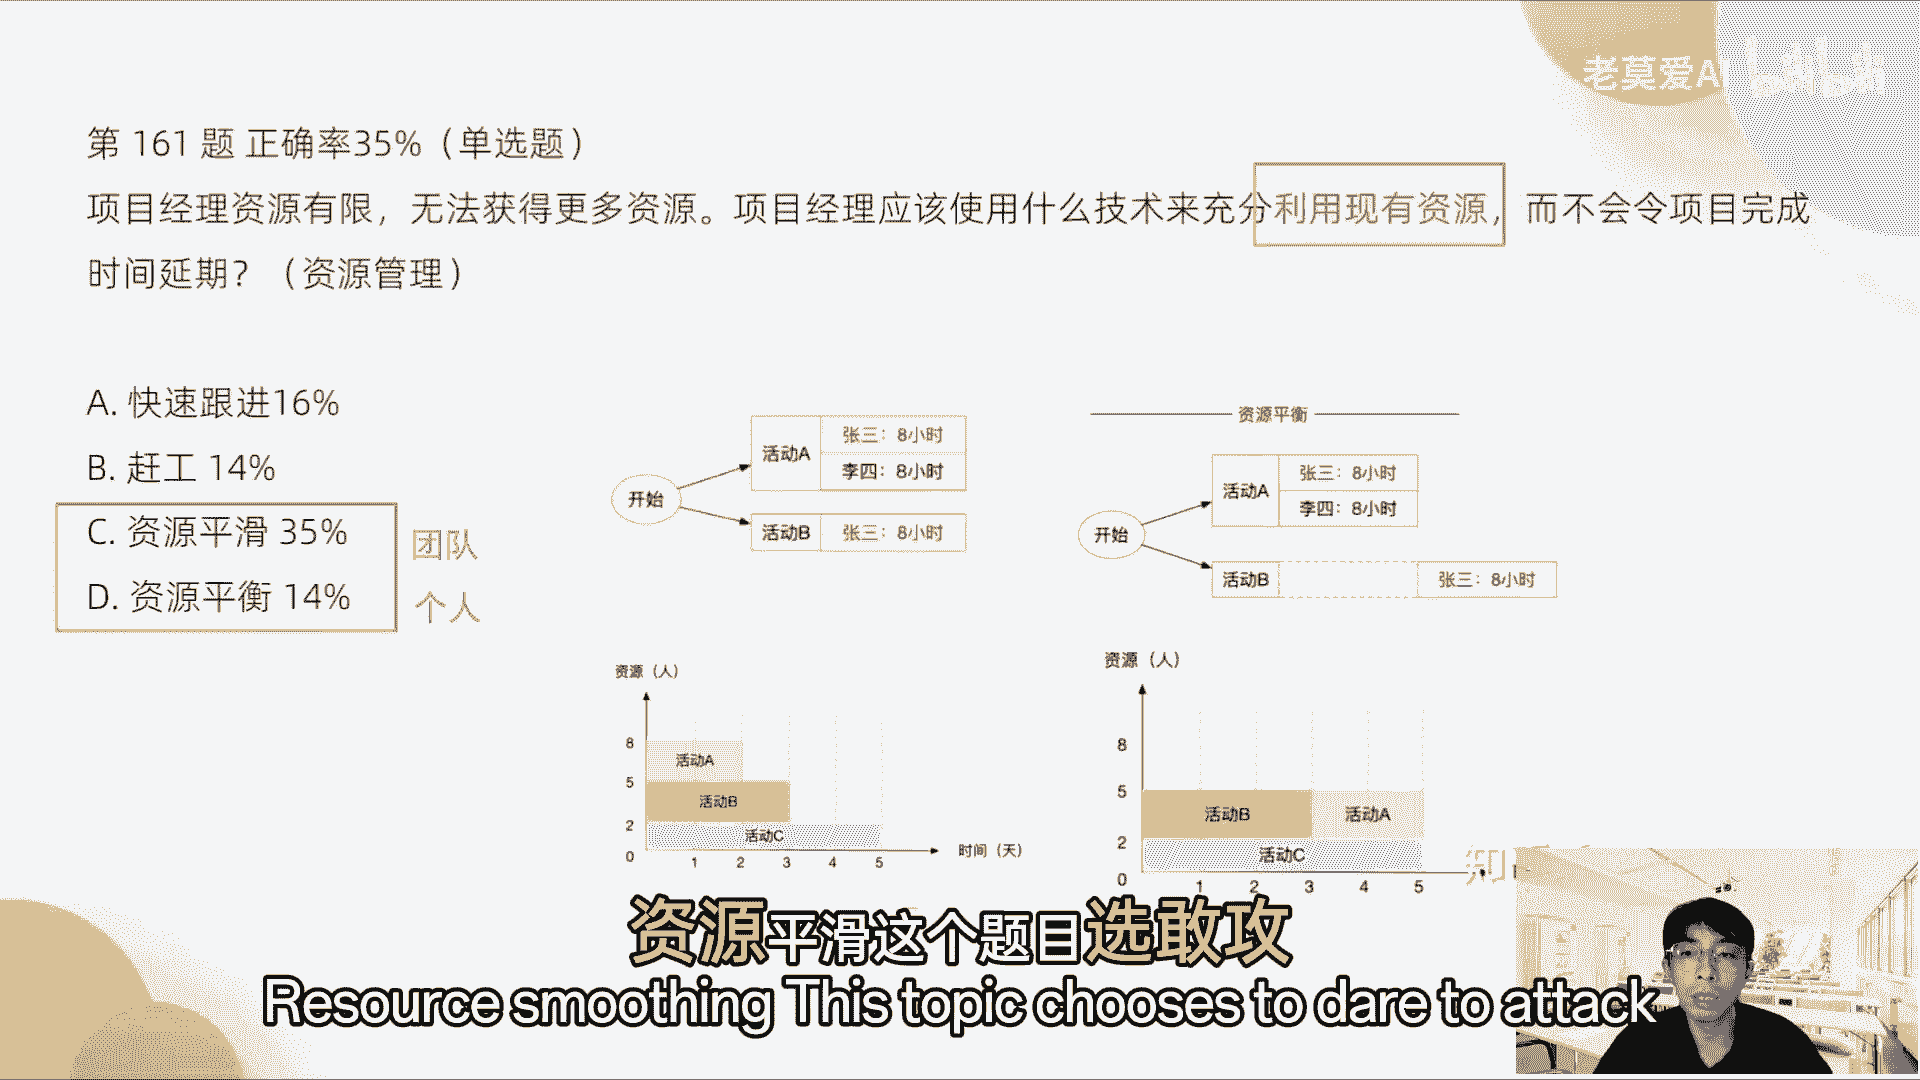 老莫爱A
第 161 题 正确率35%（单选题）
项目经理资源有限，无法获得更多资源。项目经理应该使用什么技术来充分利用现有资源，而不会令项目完成
时间延期？（资源管理）
A. 快速跟进16%
B. 赶工 14%
C. 资源平滑 35%
团队
D. 资源平衡 14%
个人
开始
活动A
张三：8小时
李四：8小时
活动B
张三：8小时
资源平衡
开始
活动A
张三：8小时
李四：8小时
活动B
张三：8小时
资源（人）
8
5
2
0
活动A
活动B
活动C
1 2 3 4 5
时间（天）
资源（人）
8
5
2
0
活动B
活动A
活动C
1 2 3 4 5
知
资源平滑这个题目选敢攻
Resource smoothing This topic chooses to dare to attack